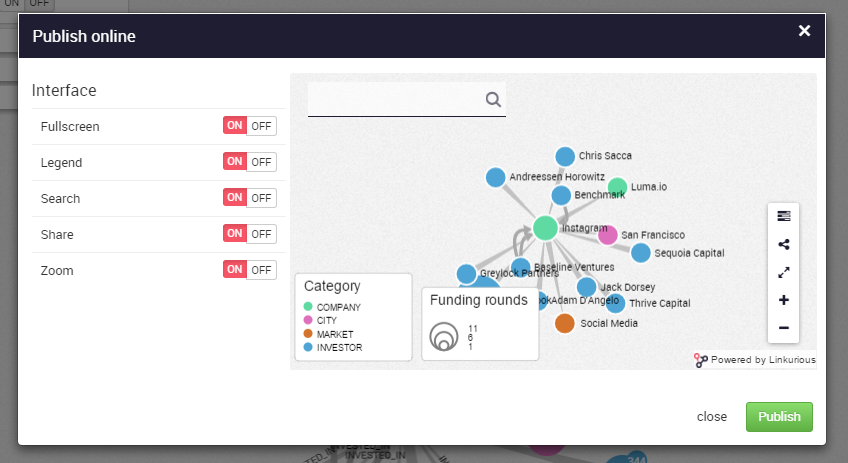 ON OFF
Publish online
×
Interface
Fullscreen ON OFF
Legend ON OFF
Search ON OFF
Share ON OFF
Zoom ON OFF
Chris Sacca
Andreessen Horowitz
Luma.io
Benchmark
Instagram
San Francisco
Sequoia Capital
Baseline Ventures
Greylock Partners
Jack Dorsey
Adam D'Angelo
Thrive Capital
Social Media
Category
COMPANY
CITY
MARKET
INVESTOR
Funding rounds
11
6
1
Powered by Linkurious
close
Publish
INVESTED_IN
INVESTED_IN
344